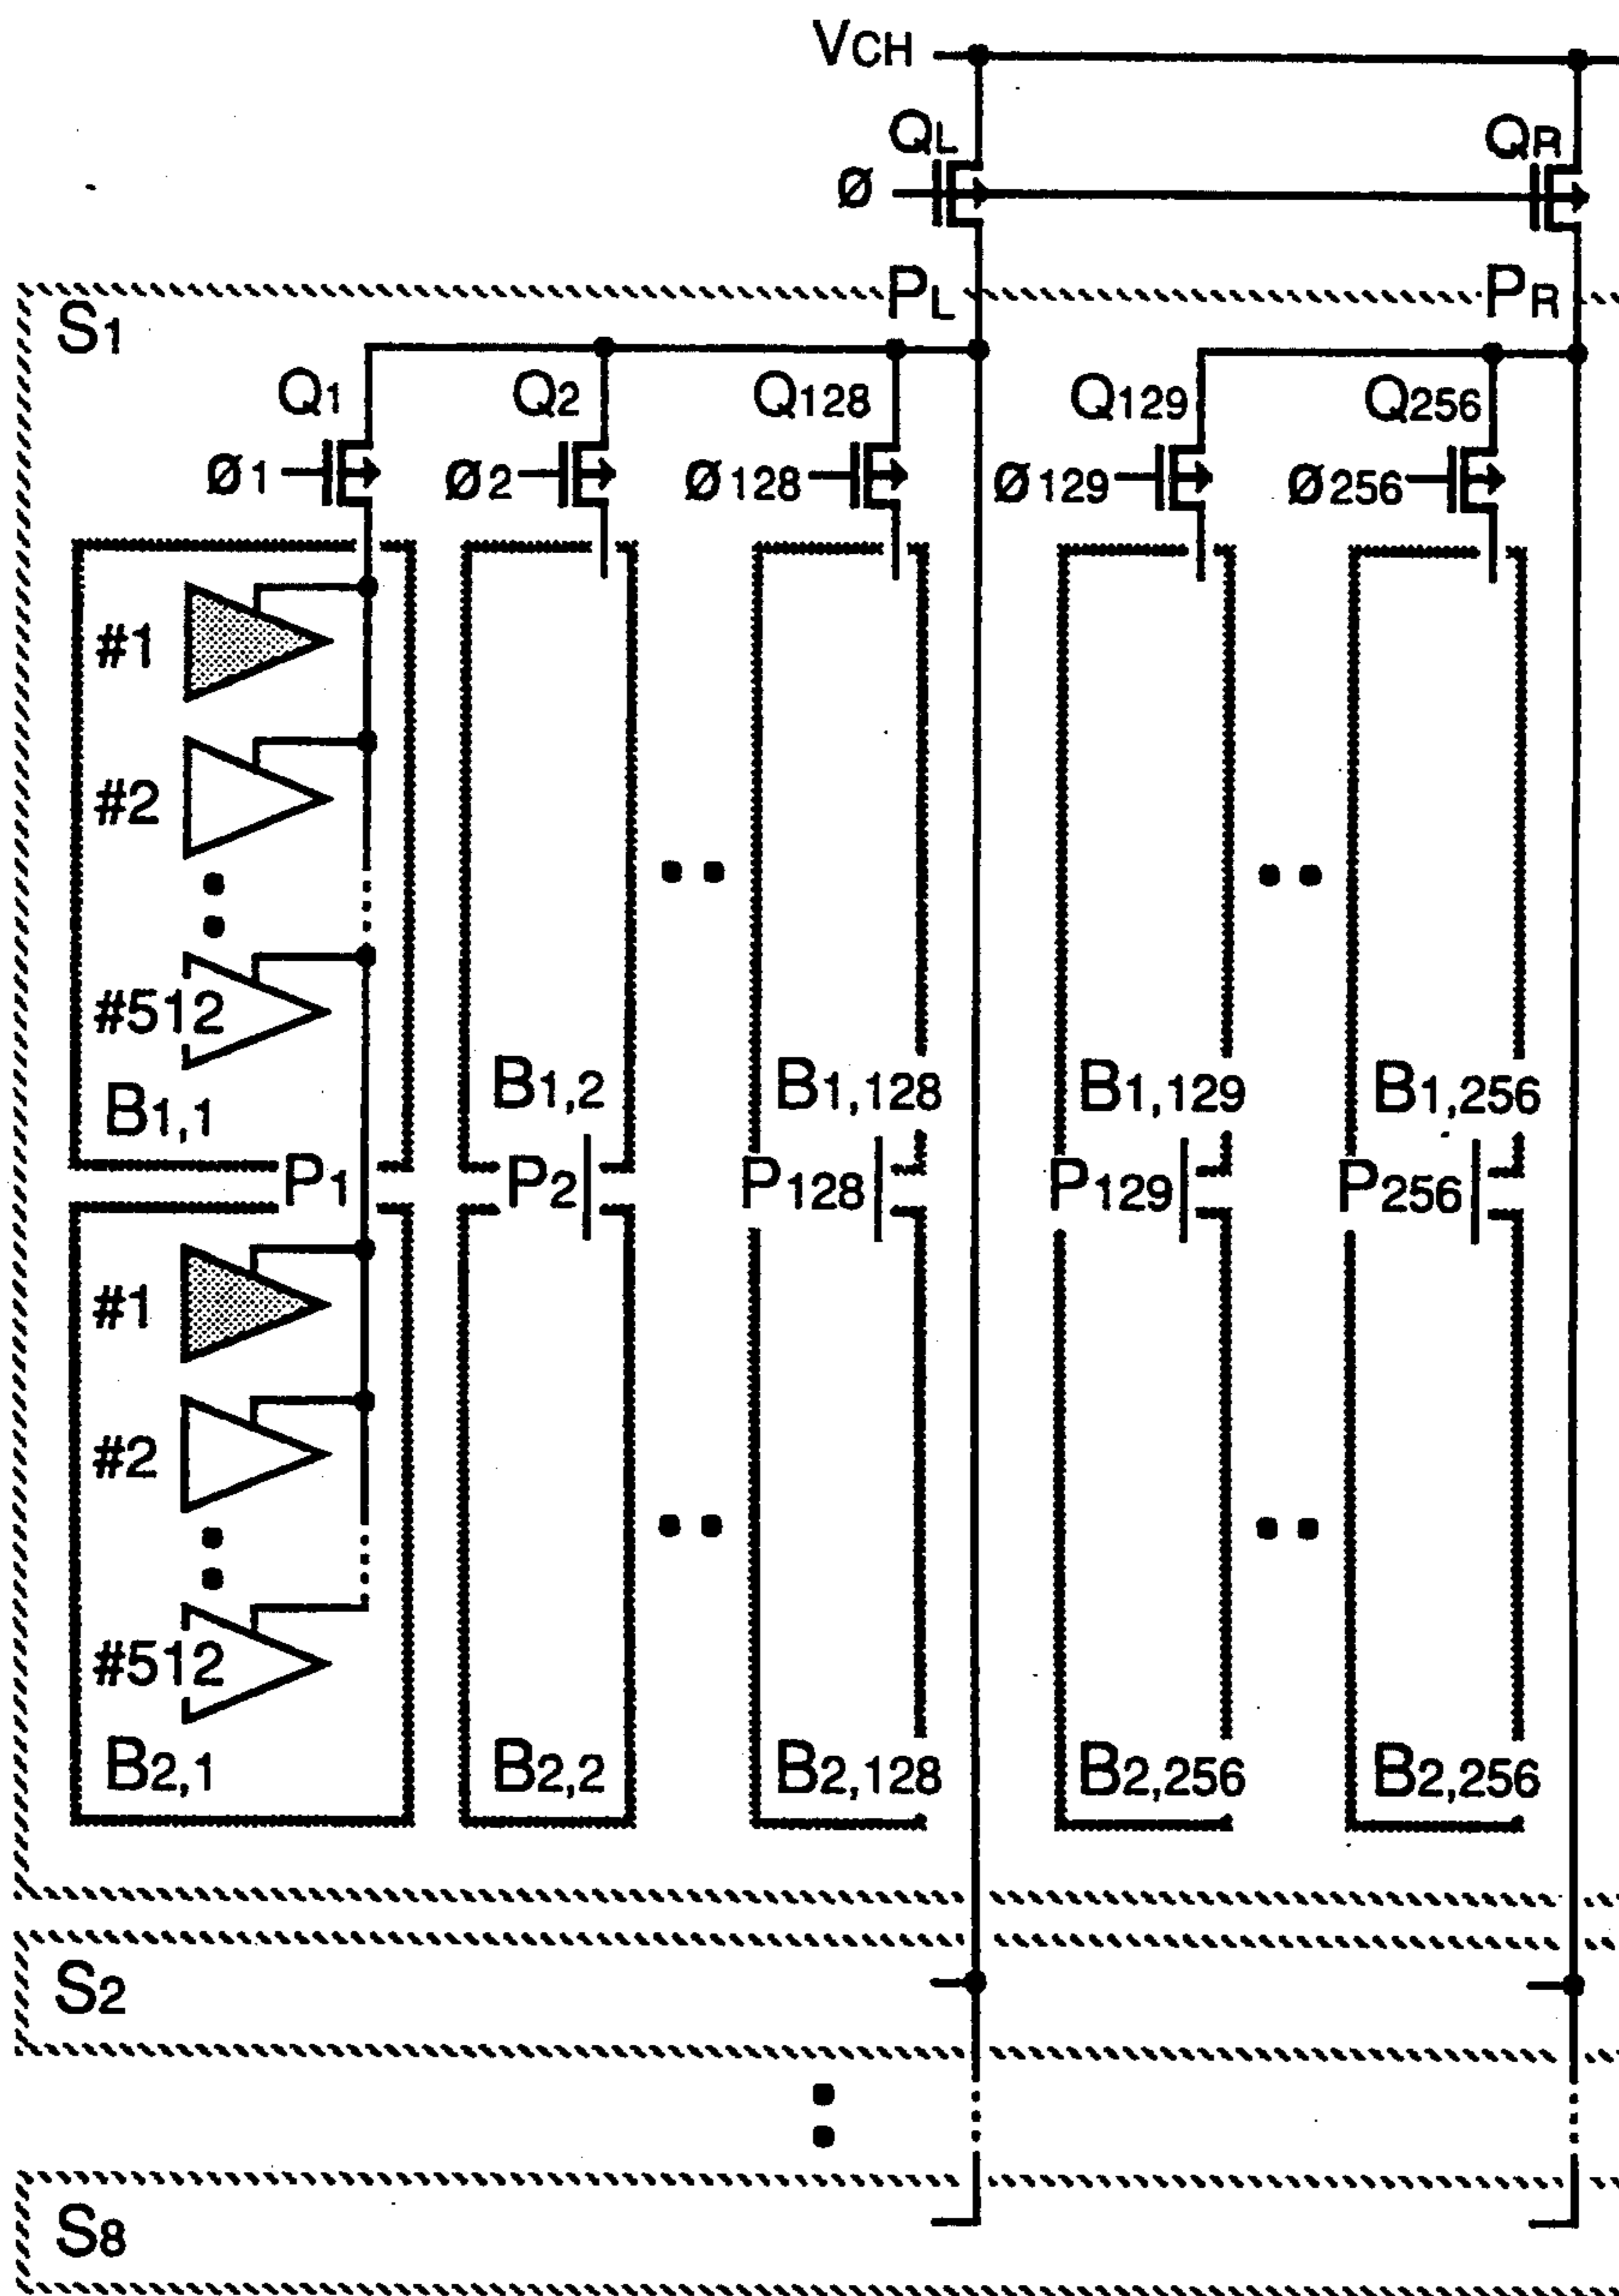 VCH
QL
QR
Ø
PL
PR
S1
Q1
Q2
Q128
Q129
Q256
Ø1
Ø2
Ø128
Ø129
Ø256
#1
#2
#512
B1,1
B1,2
B1,128
B1,129
B1,256
P1
P2
P128
P129
P256
#1
#2
#512
B2,1
B2,2
B2,128
B2,256
B2,256
S2
S8